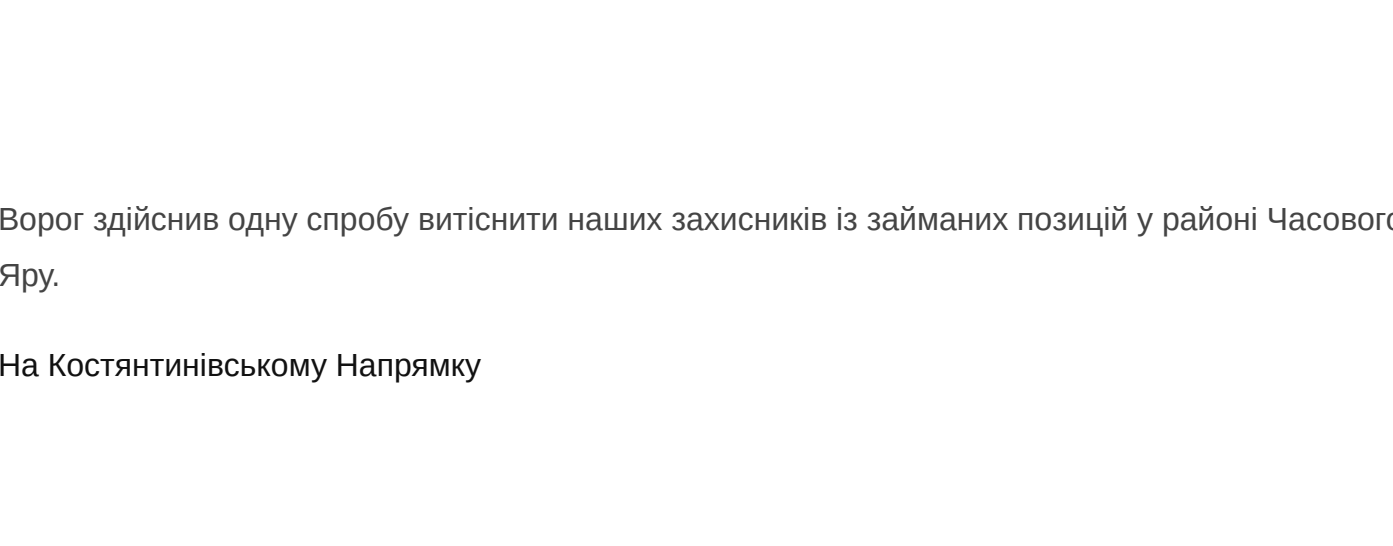 Ворог здійснив одну спробу витіснити наших захисників із займаних позицій у районі Часового
Яру.
На Костянтинівському Напрямку